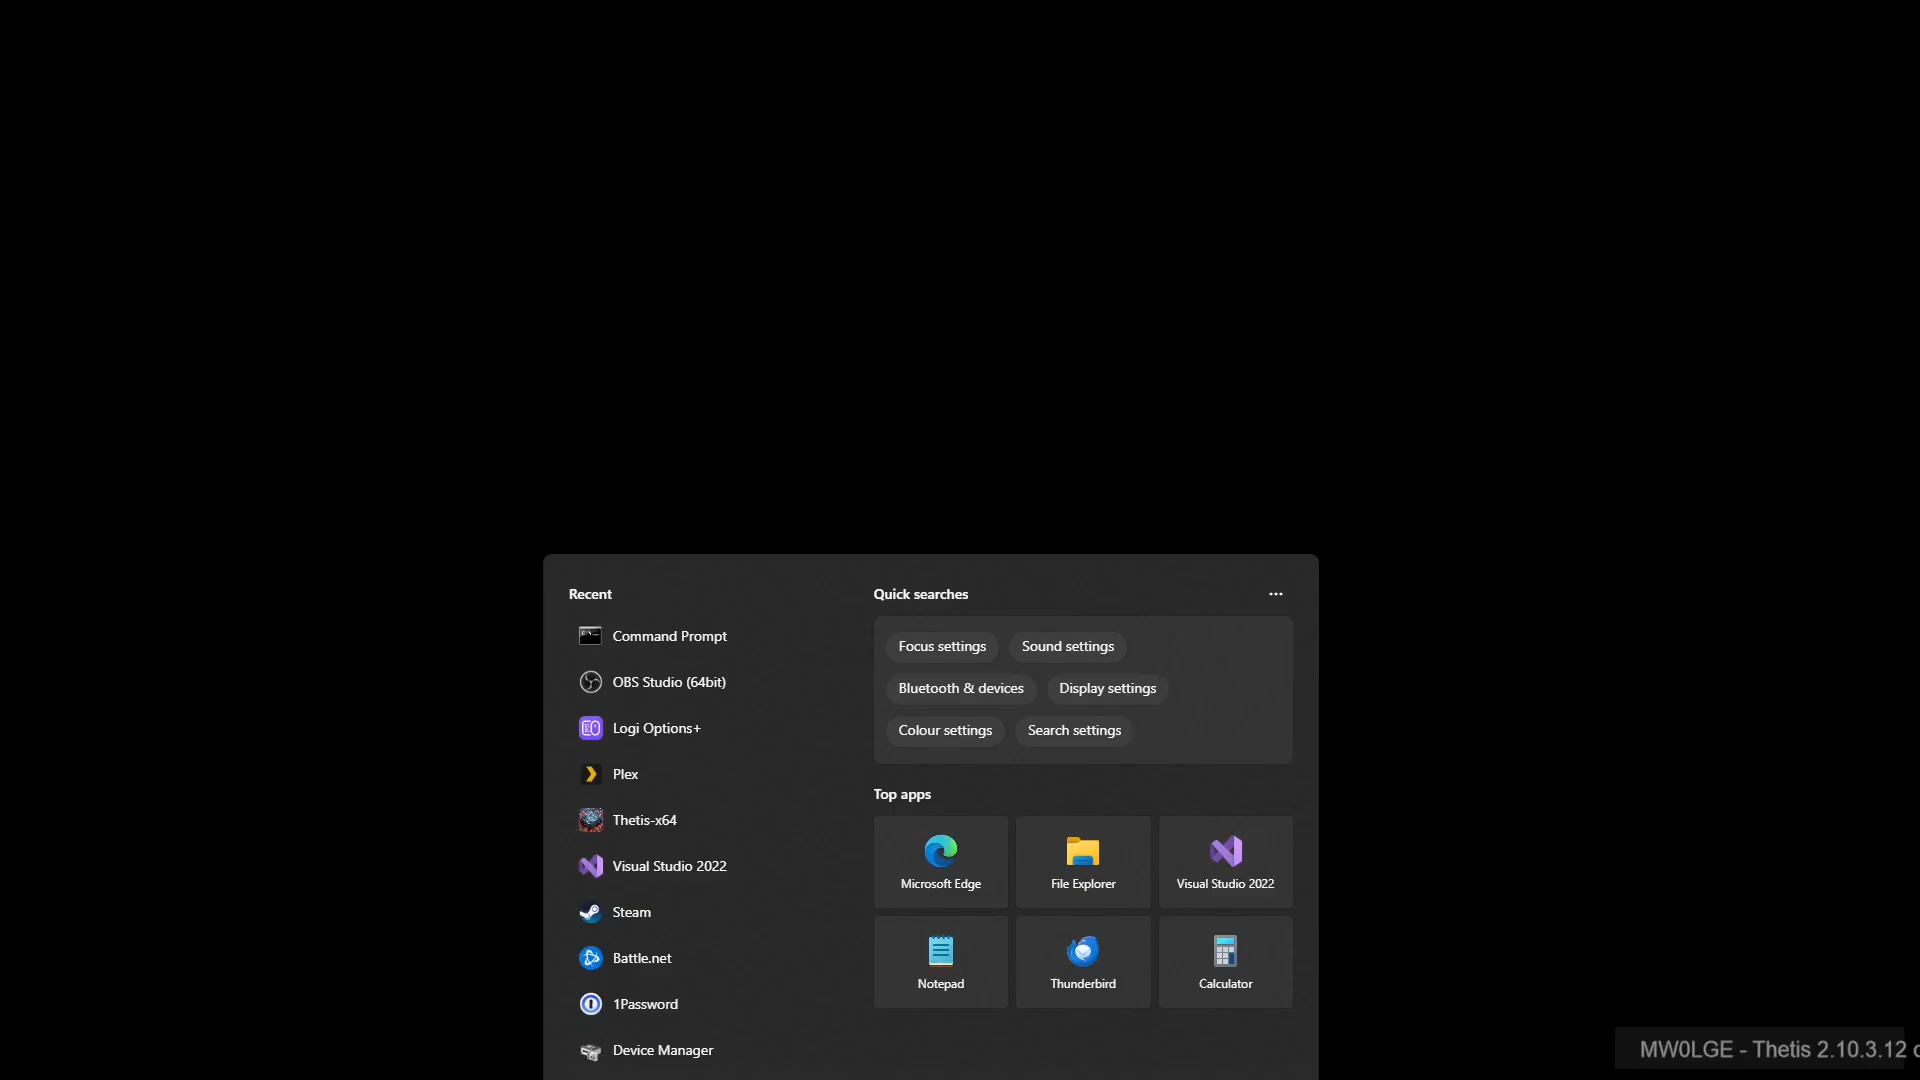 Recent
Command Prompt
OBS Studio (64bit)
Logi Options+
Plex
Thetis-x64
Visual Studio 2022
Steam
Battle.net
1Password
Device Manager
Quick searches
Focus settings
Sound settings
Bluetooth & devices
Display settings
Colour settings
Search settings
Top apps
Microsoft Edge
File Explorer
Visual Studio 2022
Notepad
Thunderbird
Calculator
MW0LGE - Thetis 2.10.3.12